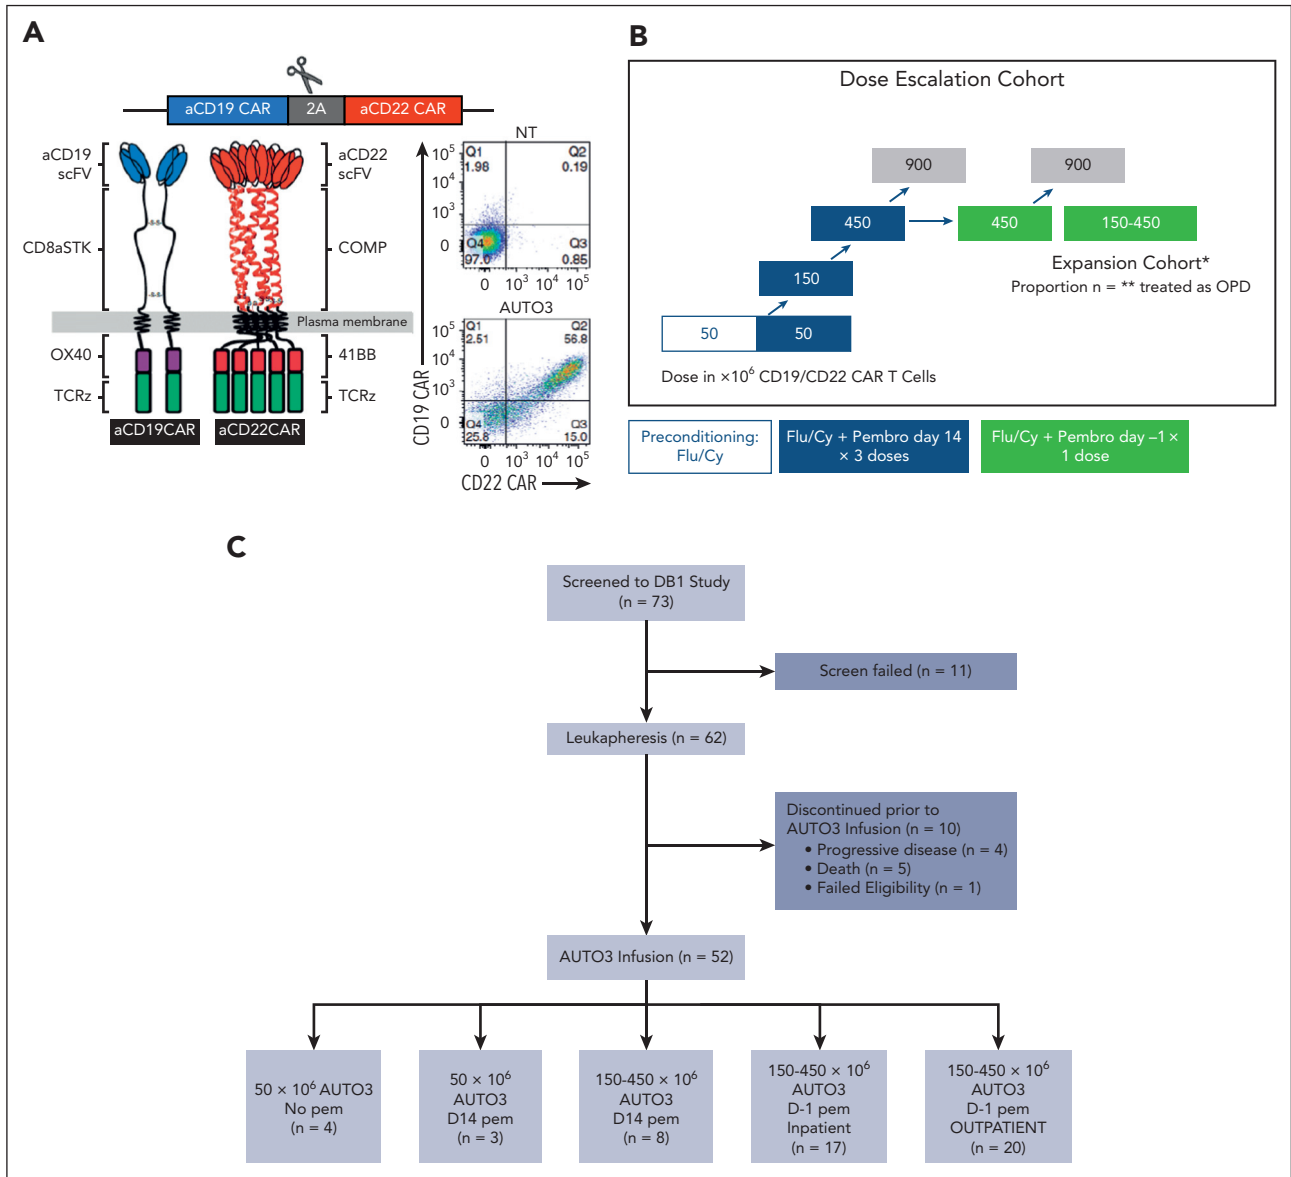 A
aCD19 CAR 2A aCD22 CAR
aCD19
scFV
aCD22
scFV
CD8aSTK
COMP
Plasma membrane
OX40
41BB
TCRz
TCRz
aCD19CAR
aCD22CAR
NT
Q1
1.98
Q2
0.19
Q4
97.0
Q3
0.85
10⁵
10⁴
10³
0
0 10³ 10⁴ 10⁵
AUTO3
Q1
2.51
Q2
56.8
Q4
25.8
Q3
15.0
10⁵
10⁴
10³
0
0 10³ 10⁴ 10⁵
CD19 CAR
CD22 CAR
B
Dose Escalation Cohort
900
900
450
450
150-450
150
Expansion Cohort*
Proportion n = ** treated as OPD
50
50
Dose in ×10⁶ CD19/CD22 CAR T Cells
Preconditioning:
Flu/Cy
Flu/Cy + Pembro day 14
× 3 doses
Flu/Cy + Pembro day –1 ×
1 dose
C
Screened to DB1 Study
(n = 73)
Screen failed (n = 11)
Leukapheresis (n = 62)
Discontinued prior to
AUTO3 Infusion (n = 10)
• Progressive disease (n = 4)
• Death (n = 5)
• Failed Eligibility (n = 1)
AUTO3 Infusion (n = 52)
50 × 10⁶ AUTO3
No pem
(n = 4)
50 × 10⁶
AUTO3
D14 pem
(n = 3)
150-450 × 10⁶
AUTO3
D14 pem
(n = 8)
150-450 × 10⁶
AUTO3
D-1 pem
Inpatient
(n = 17)
150-450 × 10⁶
AUTO3
D-1 pem
OUTPATIENT
(n = 20)